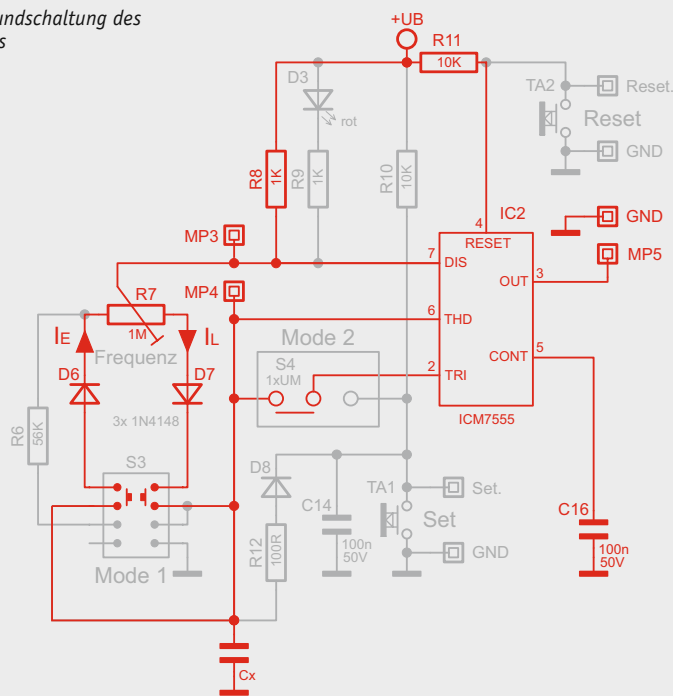 undschaltung des
s
+UB
R11
10K
D3
rot
TA2
Reset.
Reset
GND
R8
1K
R9
1K
R10
10K
4
IC2
RESET
GND
MP3
7
DIS
MP5
OUT
3
R7
1M
MP4
6
THD
IE
IL
Frequenz
Mode 2
CONT
5
D6
D7
S4
1xUM
2
TRI
3x 1N4148
ICM7555
R6
56K
S3
D8
C14
TA1
Set.
Set
C16
100n
50V
R12
100R
100n
50V
GND
Mode 1
Cx